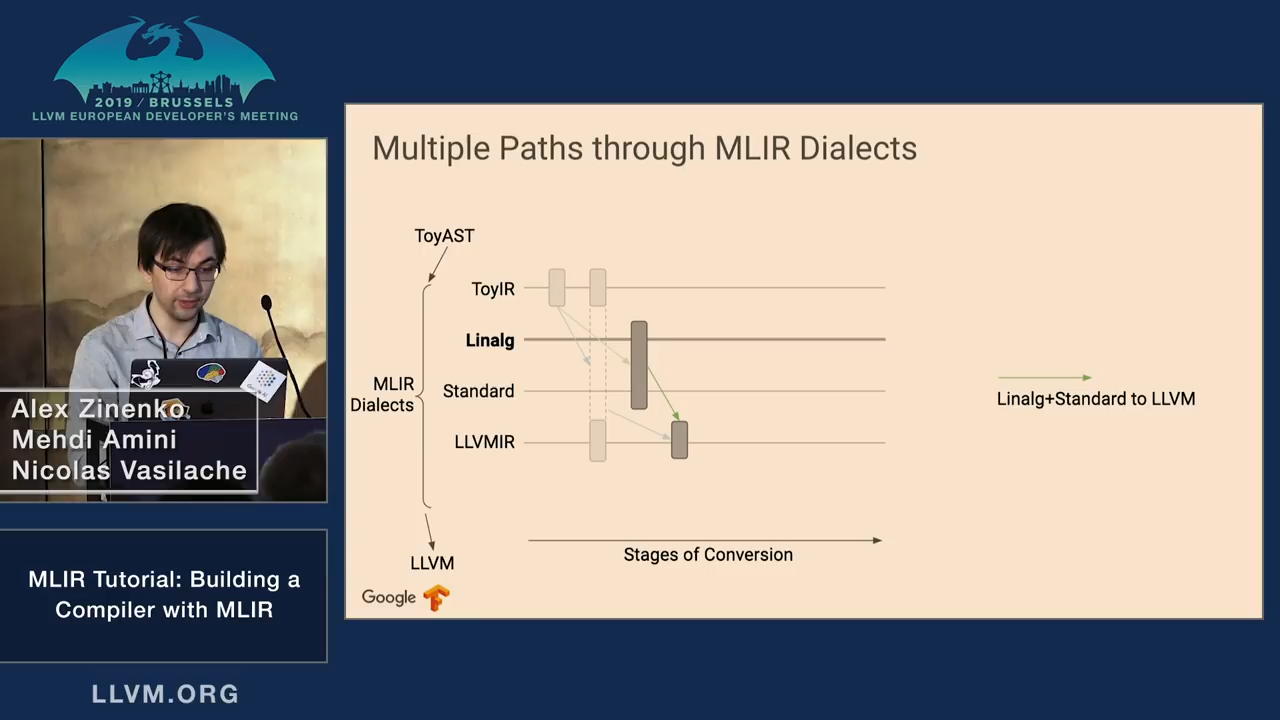 2019 / BRUSSELS
LLVM EUROPEAN DEVELOPER'S MEETING
Alex Zinenko
Mehdi Amini
Nicolas Vasilache
MLIR Tutorial: Building a
Compiler with MLIR
LLVM.ORG
Multiple Paths through MLIR Dialects
ToyAST
ToyIR
Linalg
MLIR
Dialects
Standard
LLVMIR
LLVM
Stages of Conversion
Linalg+Standard to LLVM
Google